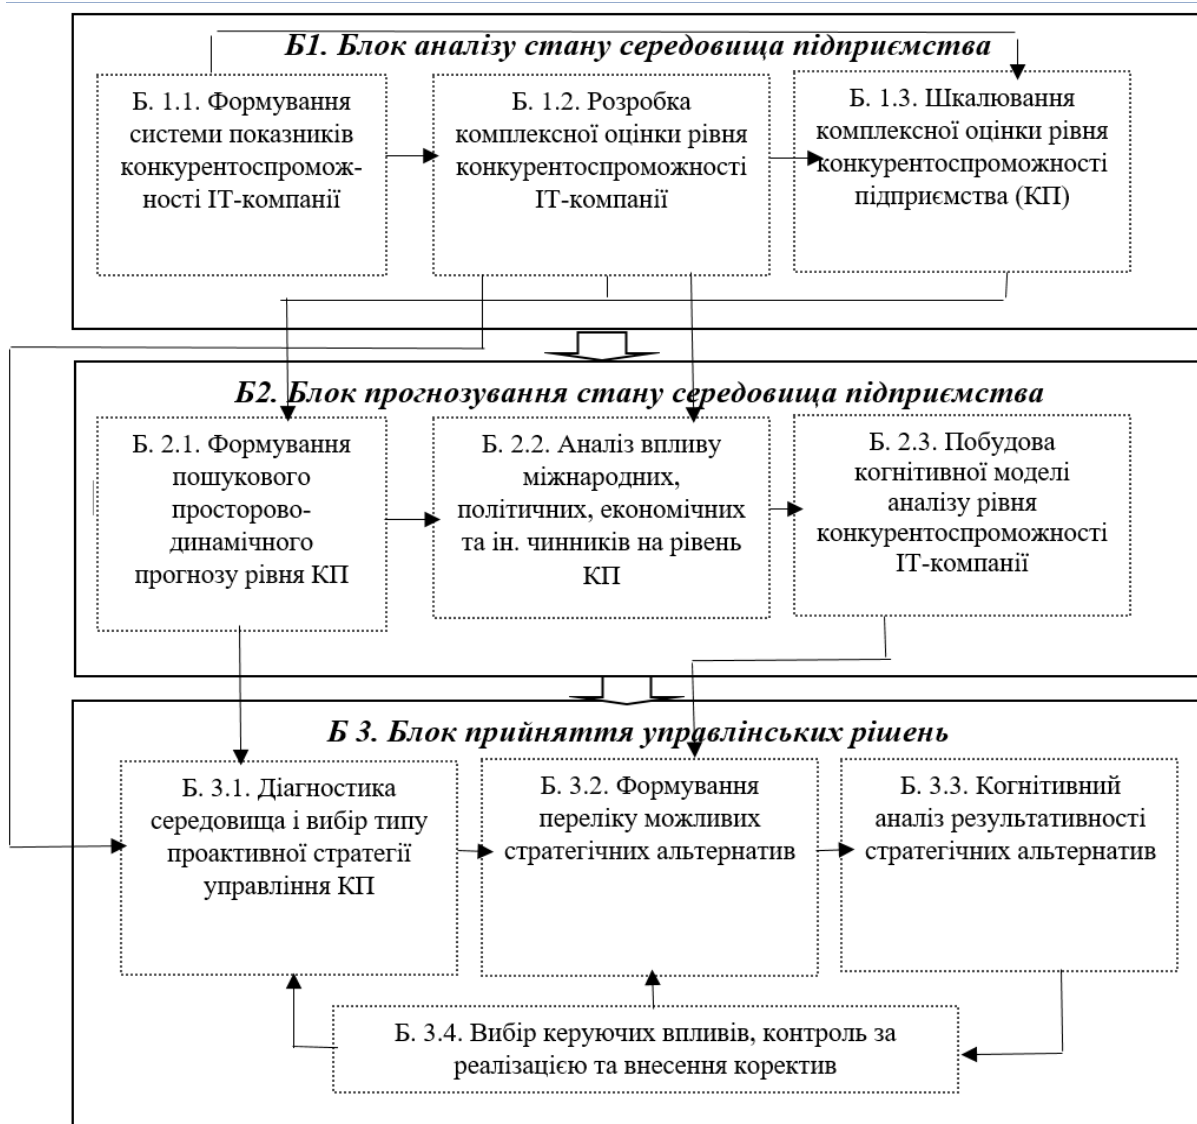 Б1. Блок аналізу стану середовища підприємства
Б. 1.1. Формування
системи показників
конкурентоспромож-
ності ІТ-компанії
Б. 1.2. Розробка
комплексної оцінки рівня
конкурентоспроможності
ІТ-компанії
Б. 1.3. Шкалювання
комплексної оцінки рівня
конкурентоспроможності
підприємства (КП)
Б2. Блок прогнозування стану середовища підприємства
Б. 2.1. Формування
пошукового
просторово-
динамічного
прогнозу рівня КП
Б. 2.2. Аналіз впливу
міжнародних,
політичних, економічних
та ін. чинників на рівень
КП
Б. 2.3. Побудова
когнітивної моделі
аналізу рівня
конкурентоспроможності
ІТ-компанії
Б 3. Блок прийняття управлінських рішень
Б. 3.1. Діагностика
середовища і вибір типу
проактивної стратегії
управління КП
Б. 3.2. Формування
переліку можливих
стратегічних альтернатив
Б. 3.3. Когнітивний
аналіз результативності
стратегічних альтернатив
Б. 3.4. Вибір керуючих впливів, контроль за
реалізацією та внесення коректив